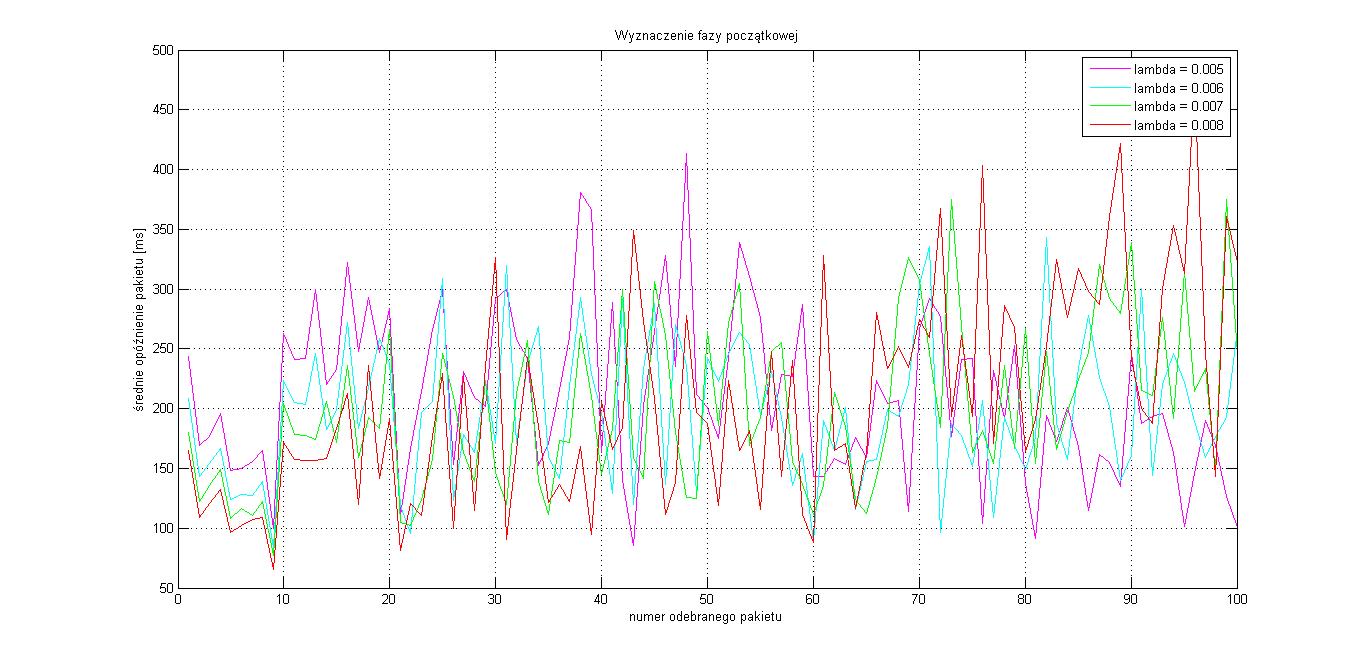 Wyznaczenie fazy początkowej
500
450
400
350
300
250
200
150
100
50
średnie opóźnienie pakietu [ms]
lambda = 0.005
lambda = 0.006
lambda = 0.007
lambda = 0.008
0 10 20 30 40 50 60 70 80 90 100
numer odebranego pakietu